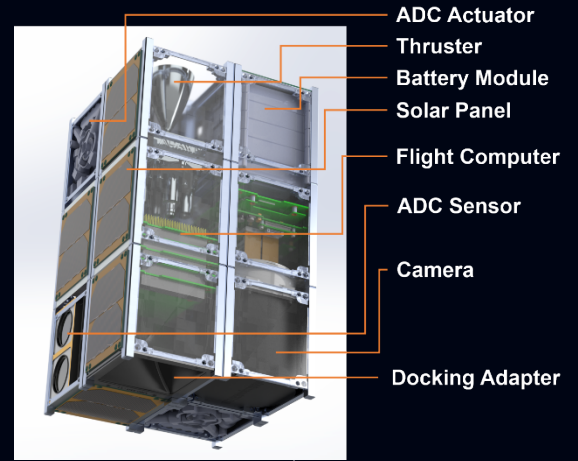 ADC Actuator
Thruster
Battery Module
Solar Panel
Flight Computer
ADC Sensor
Camera
Docking Adapter